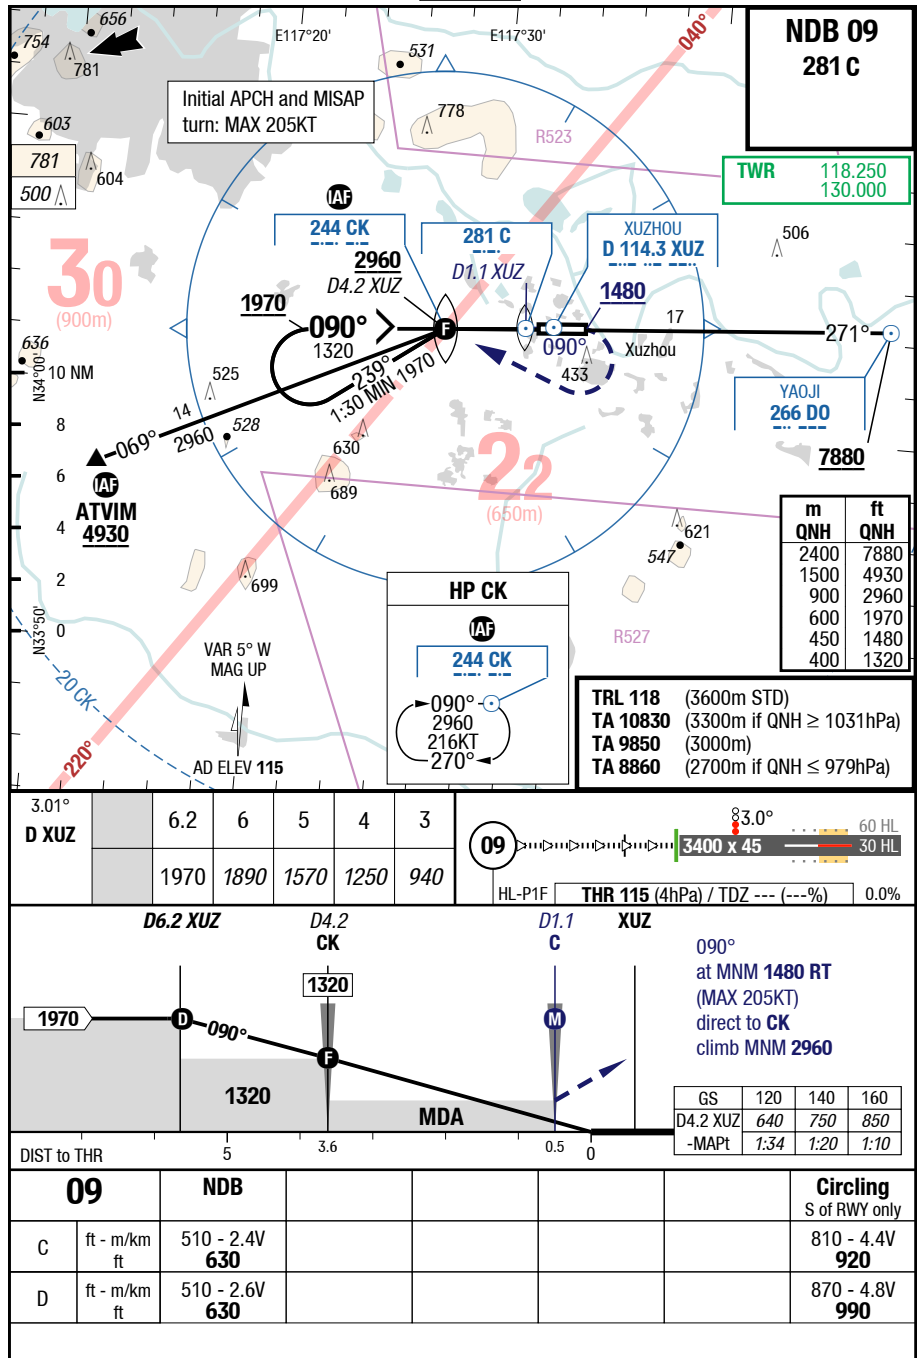 NDB 09
281 C
656
754
781
E117°20'
E117°30'
531
040°
Initial APCH and MISAP
turn: MAX 205KT
778
R523
603
781
500
604
TWR 118.250
130.000
IAF
244 CK
281 C
D1.1 XUZ
XUZHOU
D 114.3 XUZ
506
30
(900m)
2960
D4.2 XUZ
1970
1480
090°
1320
F
17
271°
090°
Xuzhou
433
239°
1:30 MIN 1970
636
N34°00'
10 NM
525
14
069°
2960
528
YAOJI
266 DO
7880
8
6
4
2
0
630
689
22
(650m)
IAF
ATVIM
4930
621
547
699
m ft
QNH QNH
2400 7880
1500 4930
900 2960
600 1970
450 1480
400 1320
HP CK
IAF
244 CK
090°
2960
216KT
270°
R527
N33°50'
VAR 5° W
MAG UP
20 CK
220°
AD ELEV 115
TRL 118 (3600m STD)
TA 10830 (3300m if QNH ≥ 1031hPa)
TA 9850 (3000m)
TA 8860 (2700m if QNH ≤ 979hPa)
3.01°
D XUZ
6.2 6 5 4 3
1970 1890 1570 1250 940
09
3.0°
3400 x 45
60 HL
30 HL
HL-P1F
THR 115 (4hPa) / TDZ --- (---%)
0.0%
D6.2 XUZ
D4.2
CK
D1.1
C
XUZ
1320
1970
D
090°
F
M
1320
MDA
090°
at MNM 1480 RT
(MAX 205KT)
direct to CK
climb MNM 2960
GS 120 140 160
D4.2 XUZ 640 750 850
-MAPt 1:34 1:20 1:10
DIST to THR 5 3.6 0.5 0
09 NDB Circling
S of RWY only
C ft - m/km 510 - 2.4V 810 - 4.4V
ft 630 920
D ft - m/km 510 - 2.6V 870 - 4.8V
ft 630 990